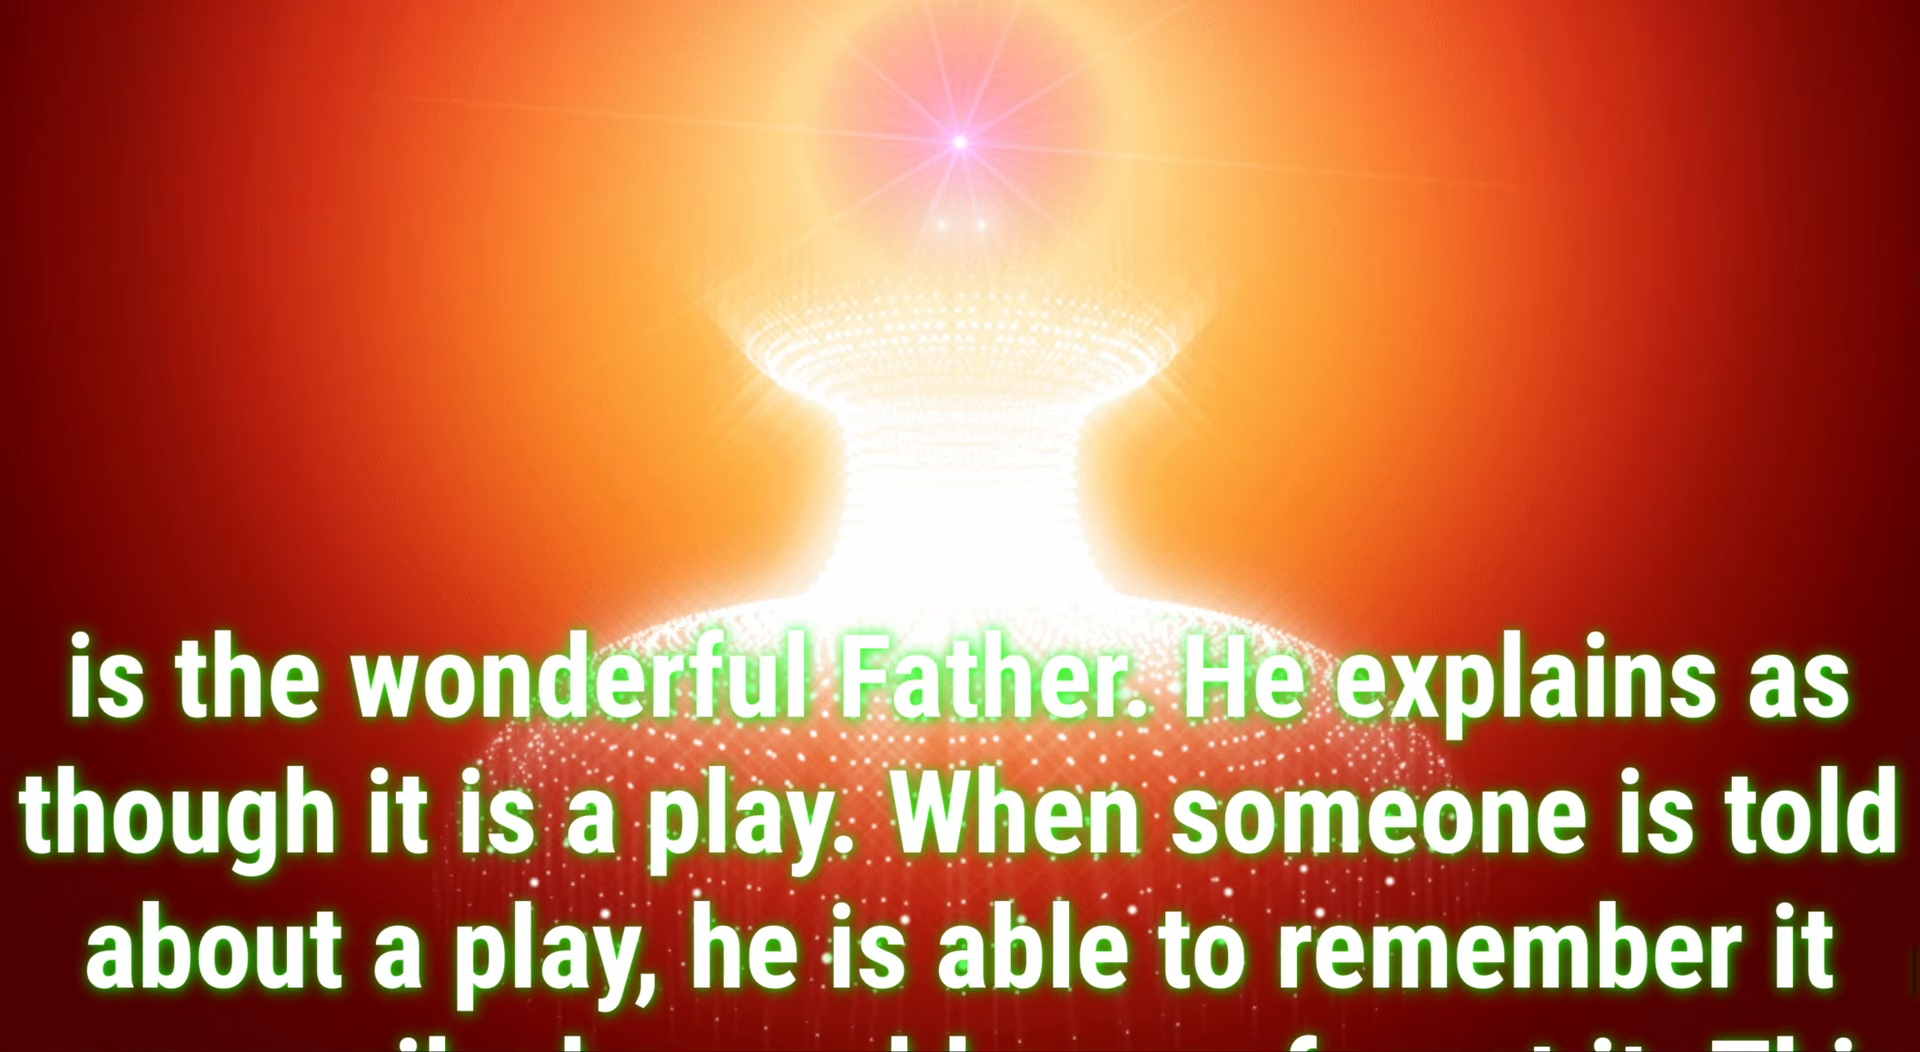 is the wonderful Father. He explains as
though it is a play. When someone is told
about a play, he is able to remember it